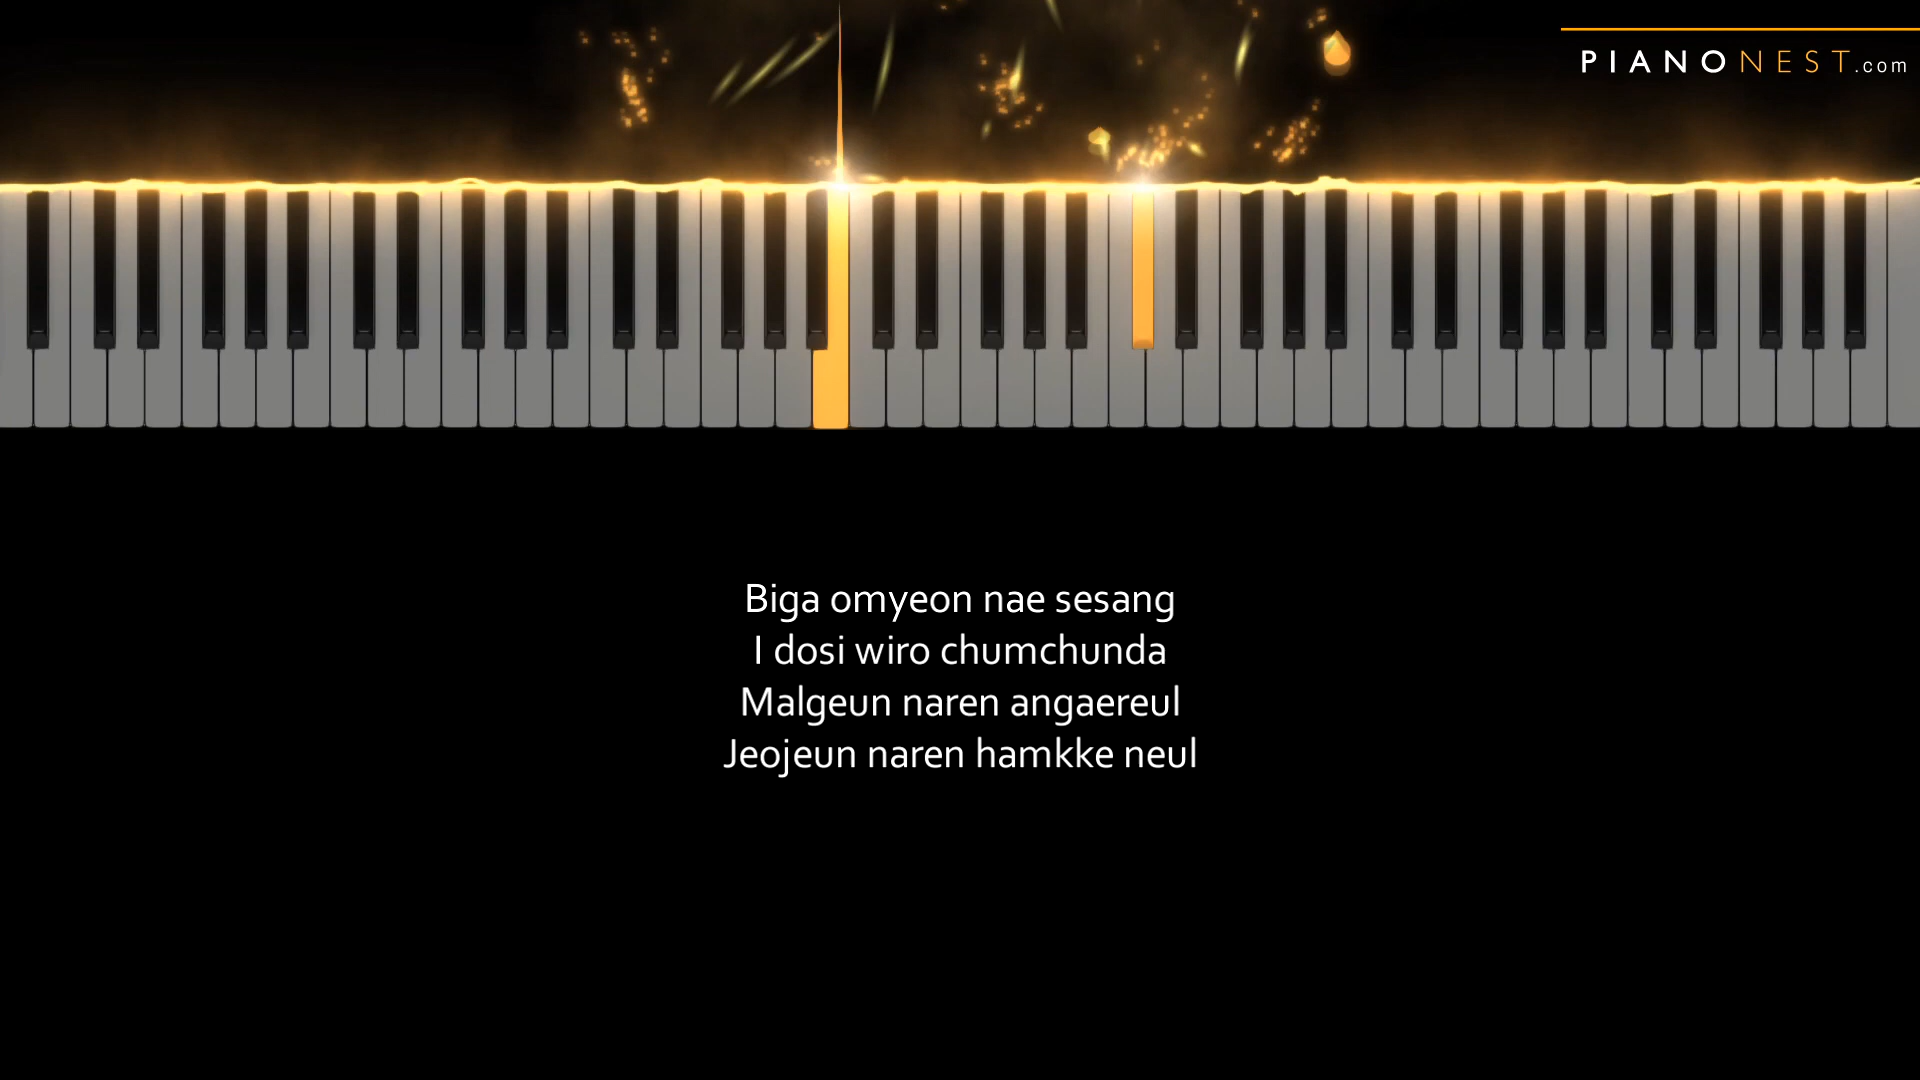 PIANONEST.com
Biga omyeon nae sesang
I dosi wiro chumchunda
Malgeun naren angaereul
Jeojeun naren hamkke neul